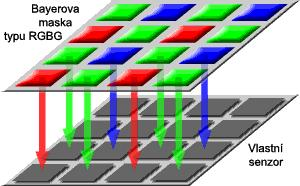 Bayerova
maska
typu RGBG
Vlastní
senzor